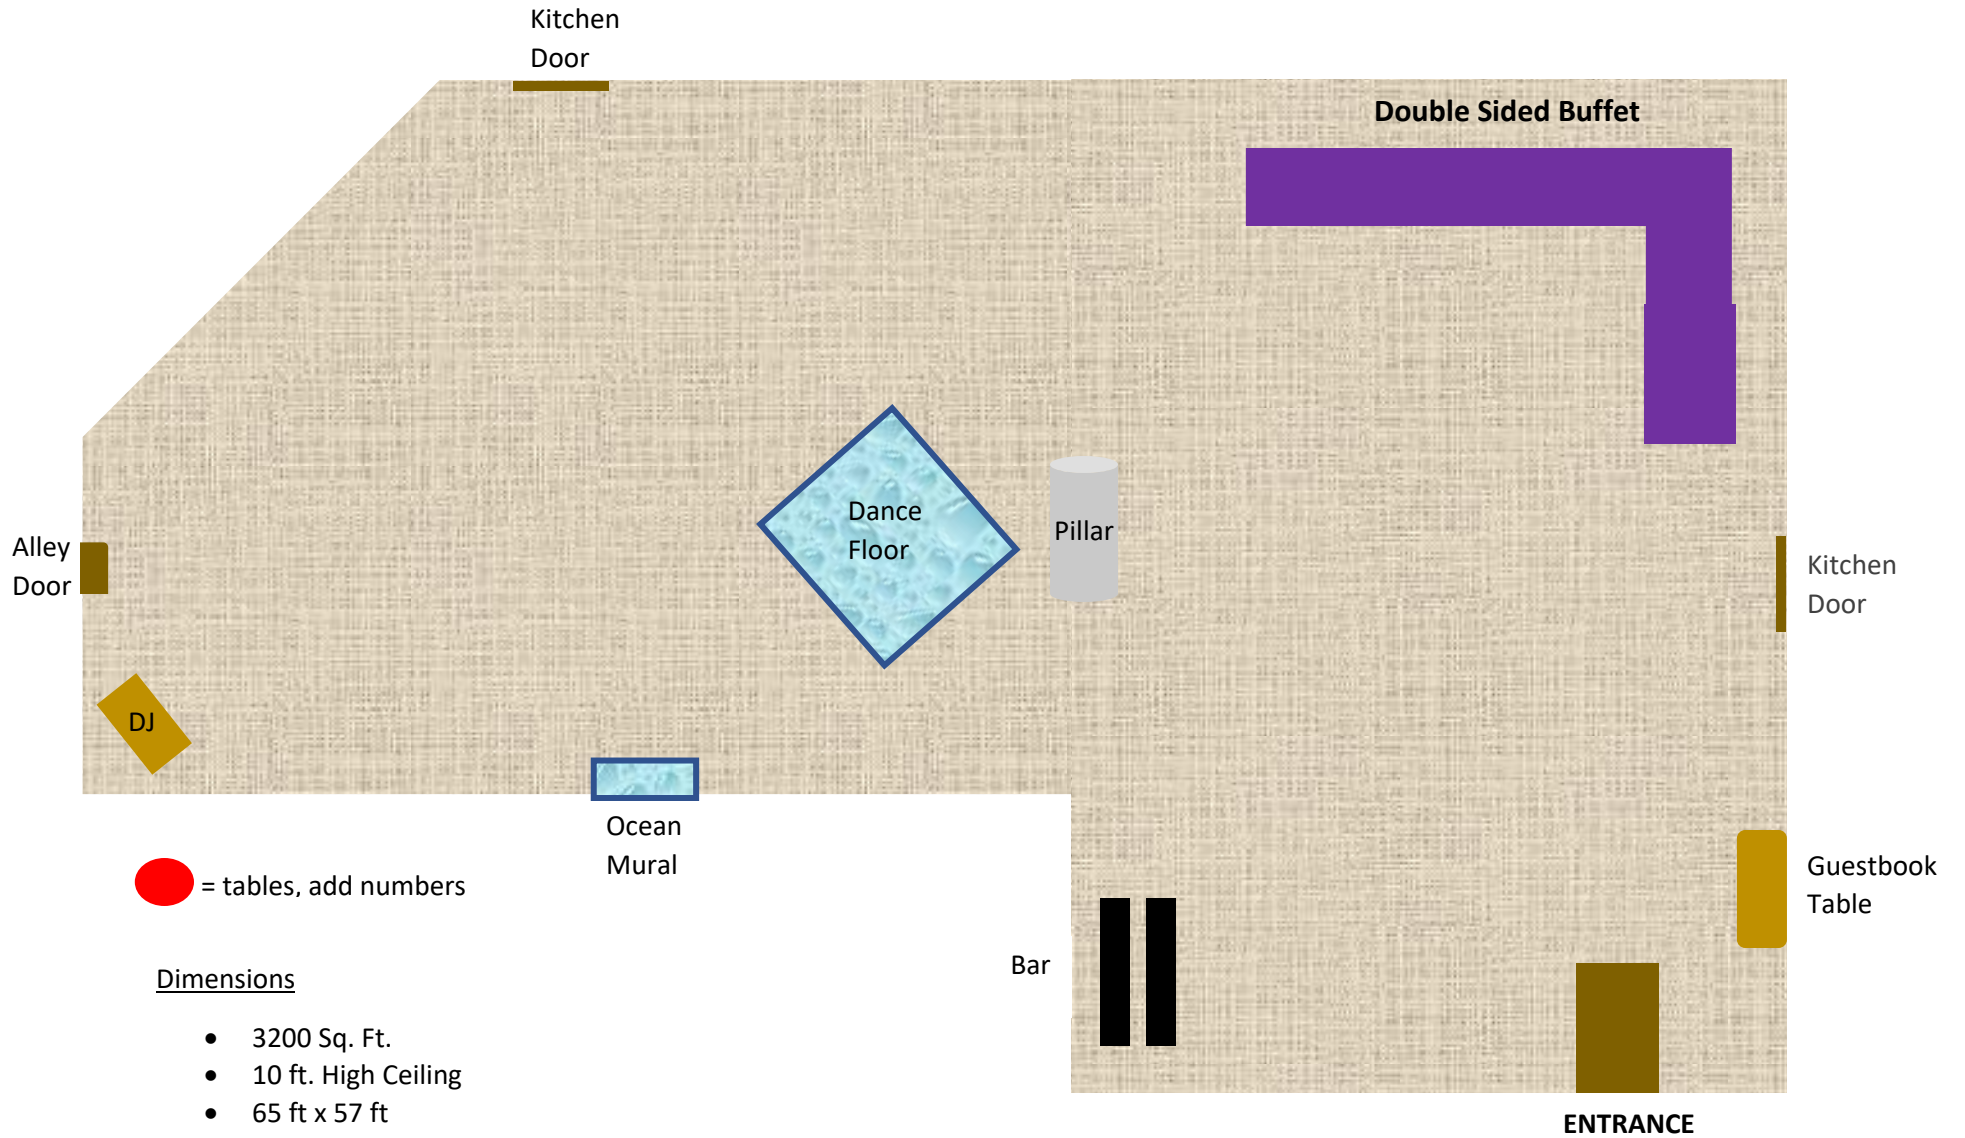 Kitchen
Door
Double Sided Buffet
Dance
Floor
Pillar
Alley
Door
Kitchen
Door
DJ
Ocean
Mural
= tables, add numbers
Guestbook
Table
Bar
Dimensions
• 3200 Sq. Ft.
• 10 ft. High Ceiling
• 65 ft x 57 ft
ENTRANCE